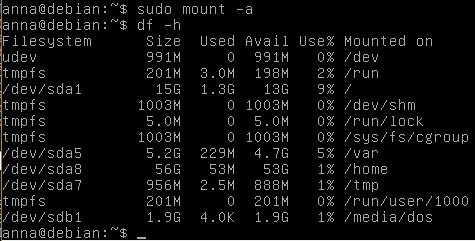 anna@debian:~$ sudo mount -a
anna@debian:~$ df -h
Filesystem      Size  Used Avail Use% Mounted on
udev            991M     0  991M   0% /dev
tmpfs           201M  3.0M  198M   2% /run
/dev/sda1        15G  1.3G   13G   9% /
tmpfs          1003M     0 1003M   0% /dev/shm
tmpfs           5.0M     0  5.0M   0% /run/lock
tmpfs          1003M     0 1003M   0% /sys/fs/cgroup
/dev/sda5       5.2G  229M  4.7G   5% /var
/dev/sda8        56G   53M   53G   1% /home
/dev/sda7       956M  2.5M  888M   1% /tmp
tmpfs           201M     0  201M   0% /run/user/1000
/dev/sdb1       1.9G  4.0K  1.9G   1% /media/dos
anna@debian:~$ _